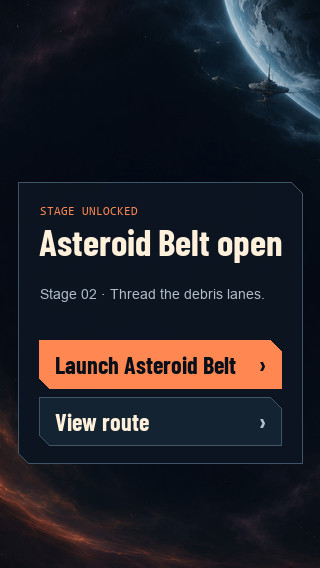 STAGE UNLOCKED
Asteroid Belt open
Stage 02 · Thread the debris lanes.
Launch Asteroid Belt ›
View route ›